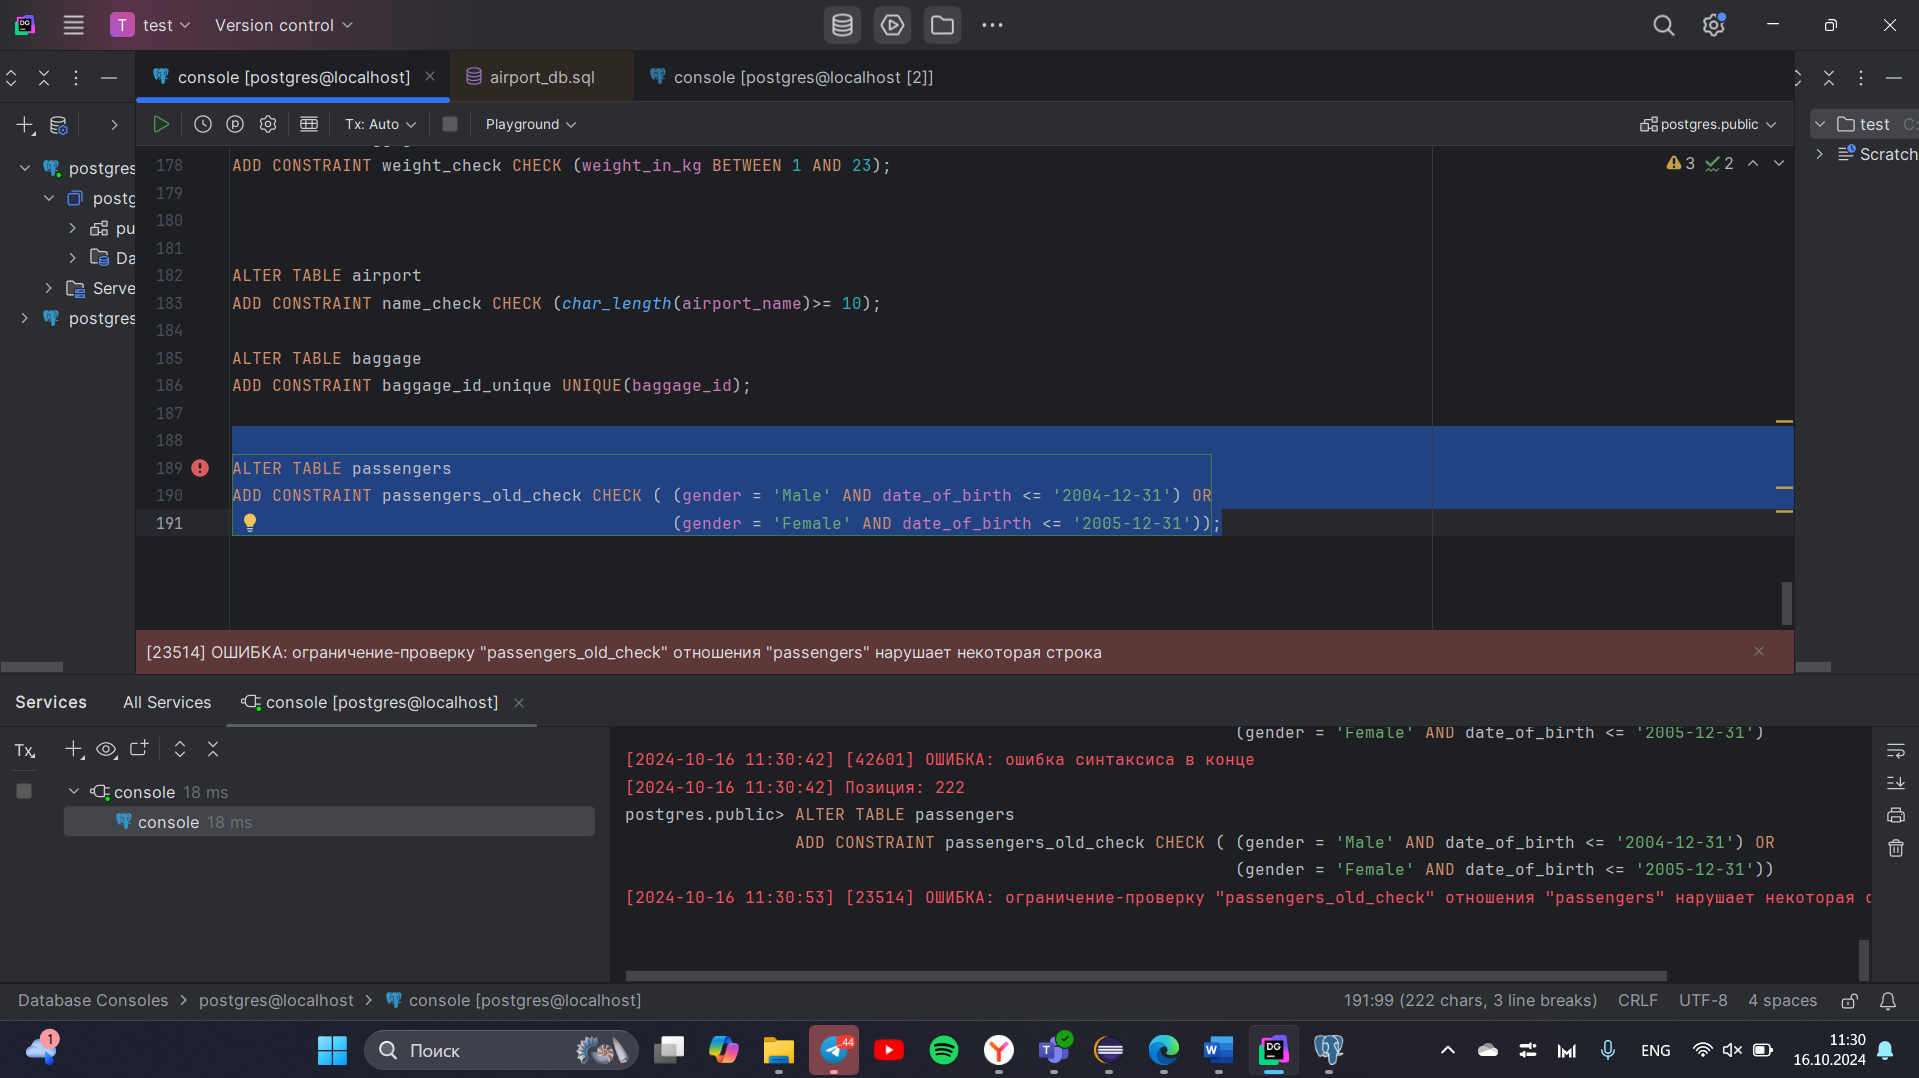 T test Version control
console [postgres@localhost] airport_db.sql console [postgres@localhost [2]]
Tx: Auto Playground postgres.public
test C:
Scratch
postgres
postg
pu
Da
Serve
postgres
3 2
178 ADD CONSTRAINT weight_check CHECK (weight_in_kg BETWEEN 1 AND 23);
179
180
181
182 ALTER TABLE airport
183 ADD CONSTRAINT name_check CHECK (char_length(airport_name)>= 10);
184
185 ALTER TABLE baggage
186 ADD CONSTRAINT baggage_id_unique UNIQUE(baggage_id);
187
188
189 ALTER TABLE passengers
190 ADD CONSTRAINT passengers_old_check CHECK ( (gender = 'Male' AND date_of_birth <= '2004-12-31') OR
191 (gender = 'Female' AND date_of_birth <= '2005-12-31'));
[23514] ОШИБКА: ограничение-проверку "passengers_old_check" отношения "passengers" нарушает некоторая строка
Services All Services console [postgres@localhost]
Tx
console 18 ms
console 18 ms
(gender = 'Female' AND date_of_birth <= '2005-12-31')
[2024-10-16 11:30:42] [42601] ОШИБКА: ошибка синтаксиса в конце
[2024-10-16 11:30:42] Позиция: 222
postgres.public> ALTER TABLE passengers
ADD CONSTRAINT passengers_old_check CHECK ( (gender = 'Male' AND date_of_birth <= '2004-12-31') OR
(gender = 'Female' AND date_of_birth <= '2005-12-31'))
[2024-10-16 11:30:53] [23514] ОШИБКА: ограничение-проверку "passengers_old_check" отношения "passengers" нарушает некоторая с
Database Consoles > postgres@localhost > console [postgres@localhost]
191:99 (222 chars, 3 line breaks) CRLF UTF-8 4 spaces
1
Поиск
44
ENG
11:30
16.10.2024